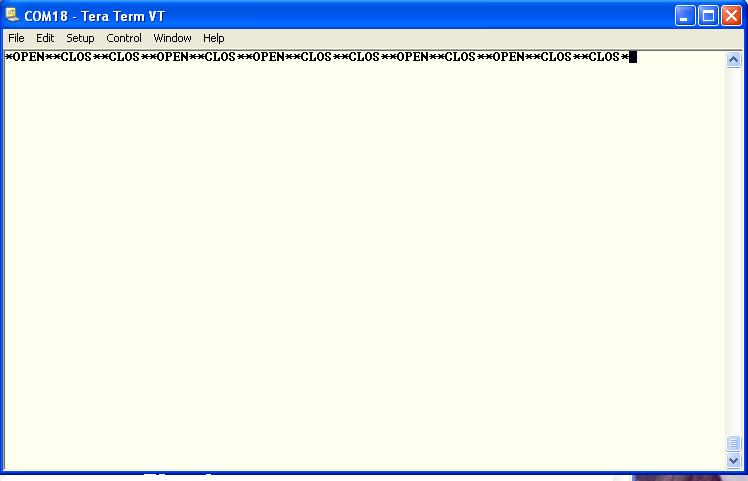 COM18 - Tera Term VT
File Edit Setup Control Window Help
*OPEN**CLOS**CLOS**OPEN**CLOS**OPEN**CLOS**CLOS**OPEN**CLOS**OPEN**CLOS**CLOS*